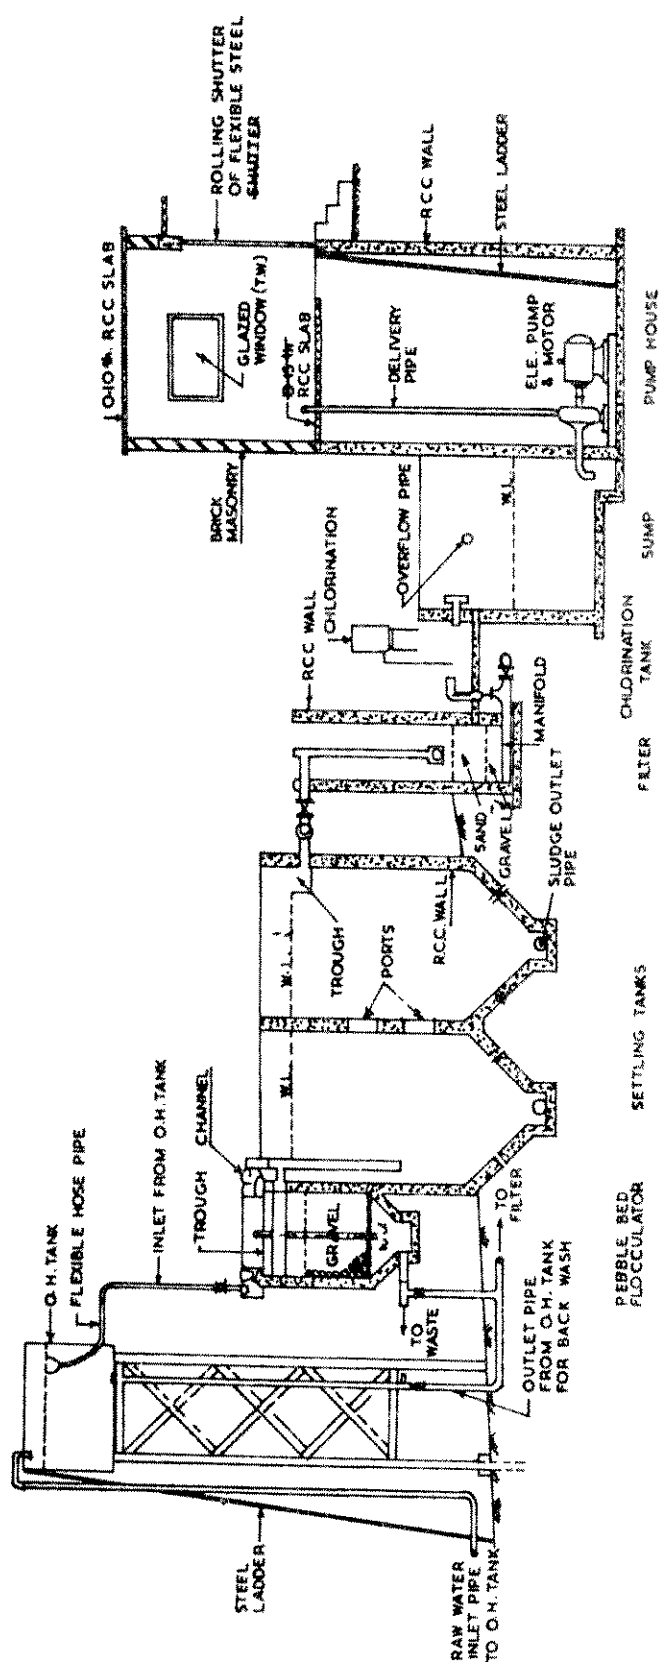 O.H. TANK
FLEXIBLE HOSE PIPE
INLET FROM O.H. TANK
TROUGH
CHANNEL
GRAVEL
TO
WASTE
STEEL
LADDER
RAW WATER
INLET PIPE
TO O.H. TANK
OUTLET PIPE
FROM O.H. TANK
FOR BACK WASH
TO
FILTER
W.L.
W.L.
TROUGH
PORTS
R.C.C. WALL
SLUDGE OUTLET
PIPE
RCC WALL
CHLORINATION
SAND
GRAVEL
MANIFOLD
OVERFLOW PIPE
W.L.
BRICK
MASONRY
RCC SLAB
GLAZED
WINDOW (T.W.)
RCC SLAB
DELIVERY
PIPE
ELE. PUMP
& MOTOR
ROLLING SHUTTER
OF FLEXIBLE STEEL
SHUTTER
RCC WALL
STEEL LADDER
PEBBLE BED
FLOCCULATOR
SETTLING TANKS
FILTER
CHLORINATION
TANK
SUMP
PUMP HOUSE